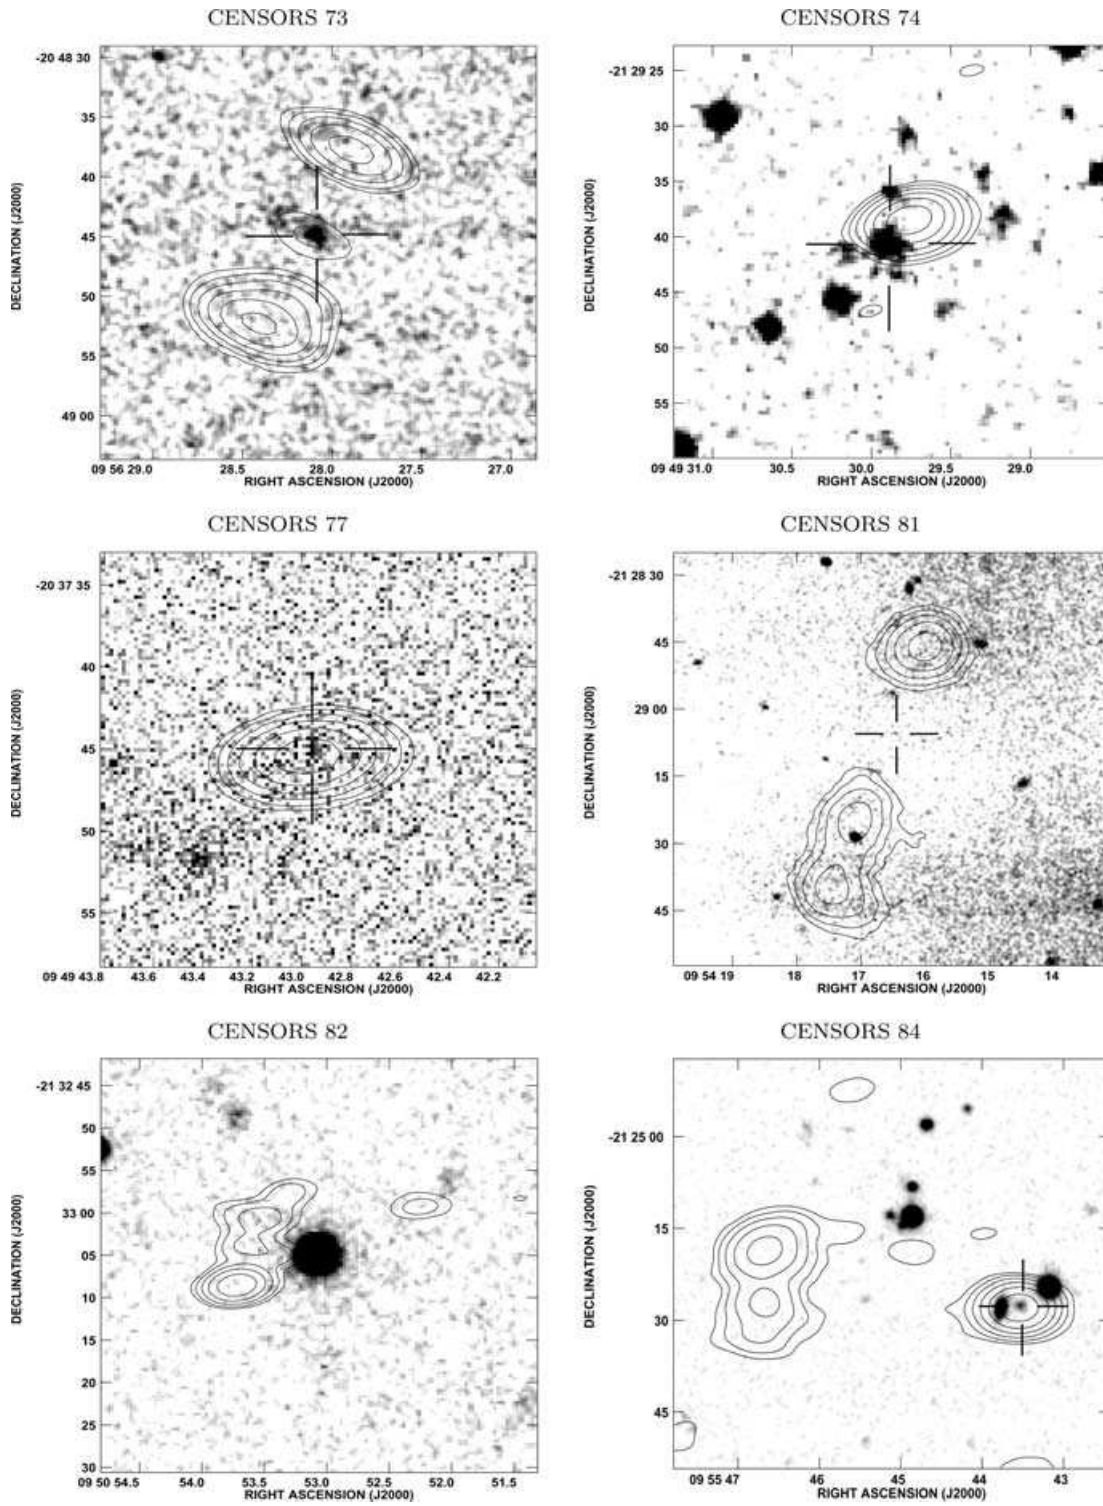 CENSORS 73
-20 48 30
35
40
45
50
55
49 00
DECLINATION (J2000)
09 56 29.0 28.5 28.0 27.5 27.0
RIGHT ASCENSION (J2000)
CENSORS 74
-21 29 25
30
35
40
45
50
55
DECLINATION (J2000)
09 49 31.0 30.5 30.0 29.5 29.0
RIGHT ASCENSION (J2000)
CENSORS 77
-20 37 35
40
45
50
55
DECLINATION (J2000)
09 49 43.8 43.6 43.4 43.2 43.0 42.8 42.6 42.4 42.2
RIGHT ASCENSION (J2000)
CENSORS 81
-21 28 30
45
29 00
15
30
45
DECLINATION (J2000)
09 54 19 18 17 16 15 14
RIGHT ASCENSION (J2000)
CENSORS 82
-21 32 45
50
55
33 00
05
10
15
20
25
30
DECLINATION (J2000)
09 50 54.5 54.0 53.5 53.0 52.5 52.0 51.5
RIGHT ASCENSION (J2000)
CENSORS 84
-21 25 00
15
30
45
DECLINATION (J2000)
09 55 47 46 45 44 43
RIGHT ASCENSION (J2000)